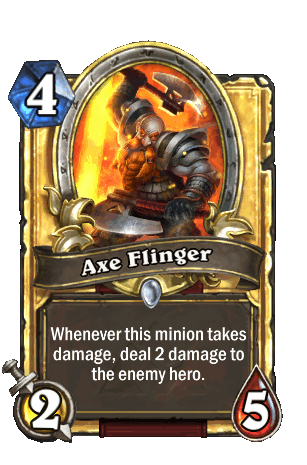 4
Axe Flinger
Whenever this minion takes
damage, deal 2 damage to
the enemy hero.
2
5